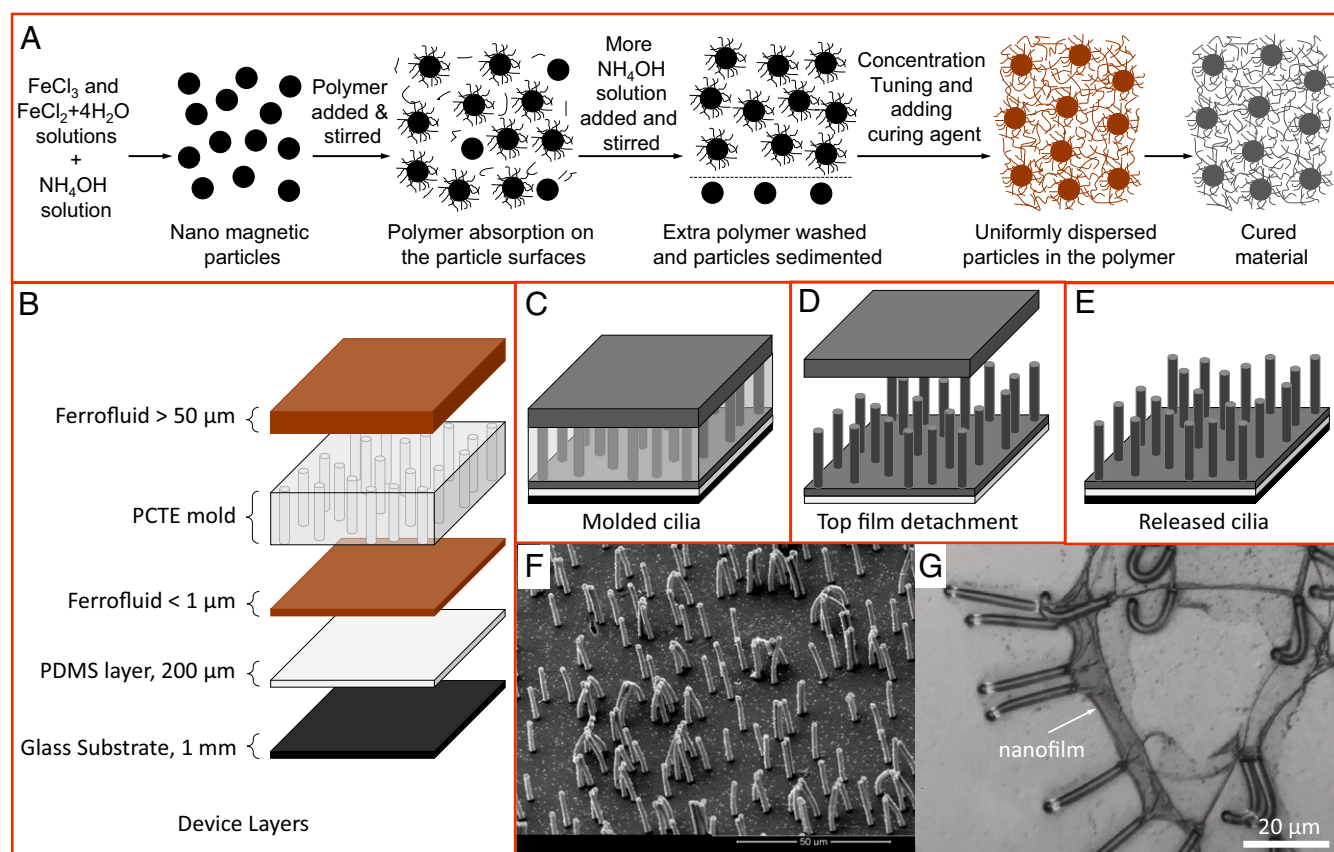 A
FeCl3 and
FeCl2+4H2O
solutions
+
NH4OH
solution
Nano magnetic
particles
Polymer
added &
stirred
Polymer absorption on
the particle surfaces
More
NH4OH
solution
added and
stirred
Extra polymer washed
and particles sedimented
Concentration
Tuning and
adding
curing agent
Uniformly dispersed
particles in the polymer
Cured
material
B
Ferrofluid > 50 μm
PCTE mold
Ferrofluid < 1 μm
PDMS layer, 200 μm
Glass Substrate, 1 mm
Device Layers
C
Molded cilia
D
Top film detachment
E
Released cilia
F
50 μm
G
nanofilm
20 μm